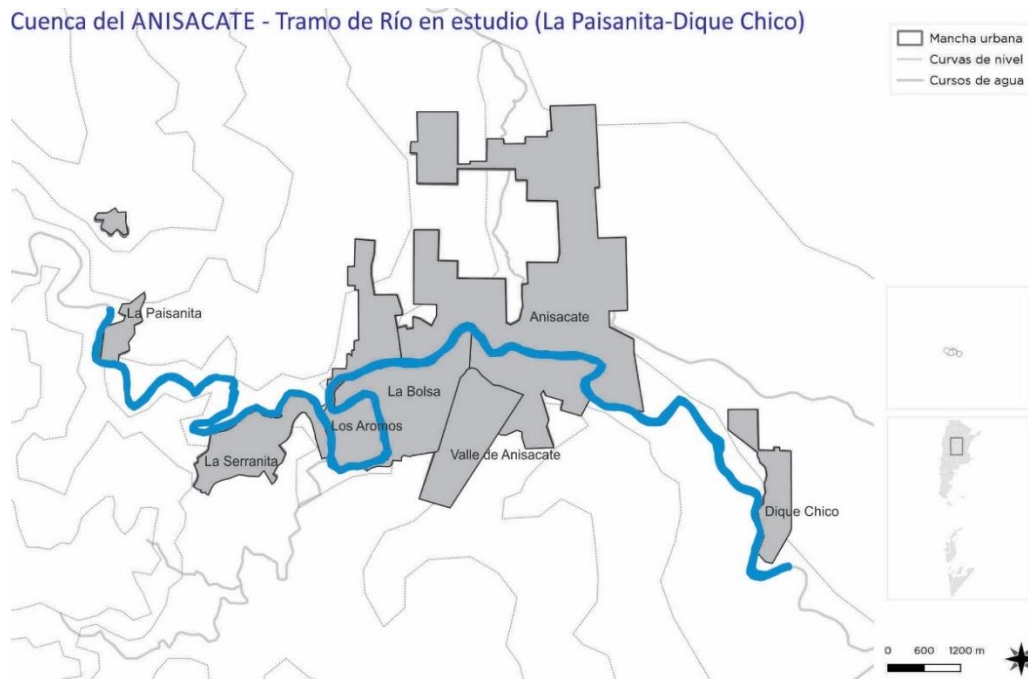 Cuenca del ANISACATE - Tramo de Río en estudio (La Paisanita-Dique Chico)
Mancha urbana
Curvas de nivel
Cursos de agua
La Paisanita
Anisacate
La Bolsa
Los Aromos
La Serranita
Valle de Anisacate
Dique Chico
0 600 1200 m